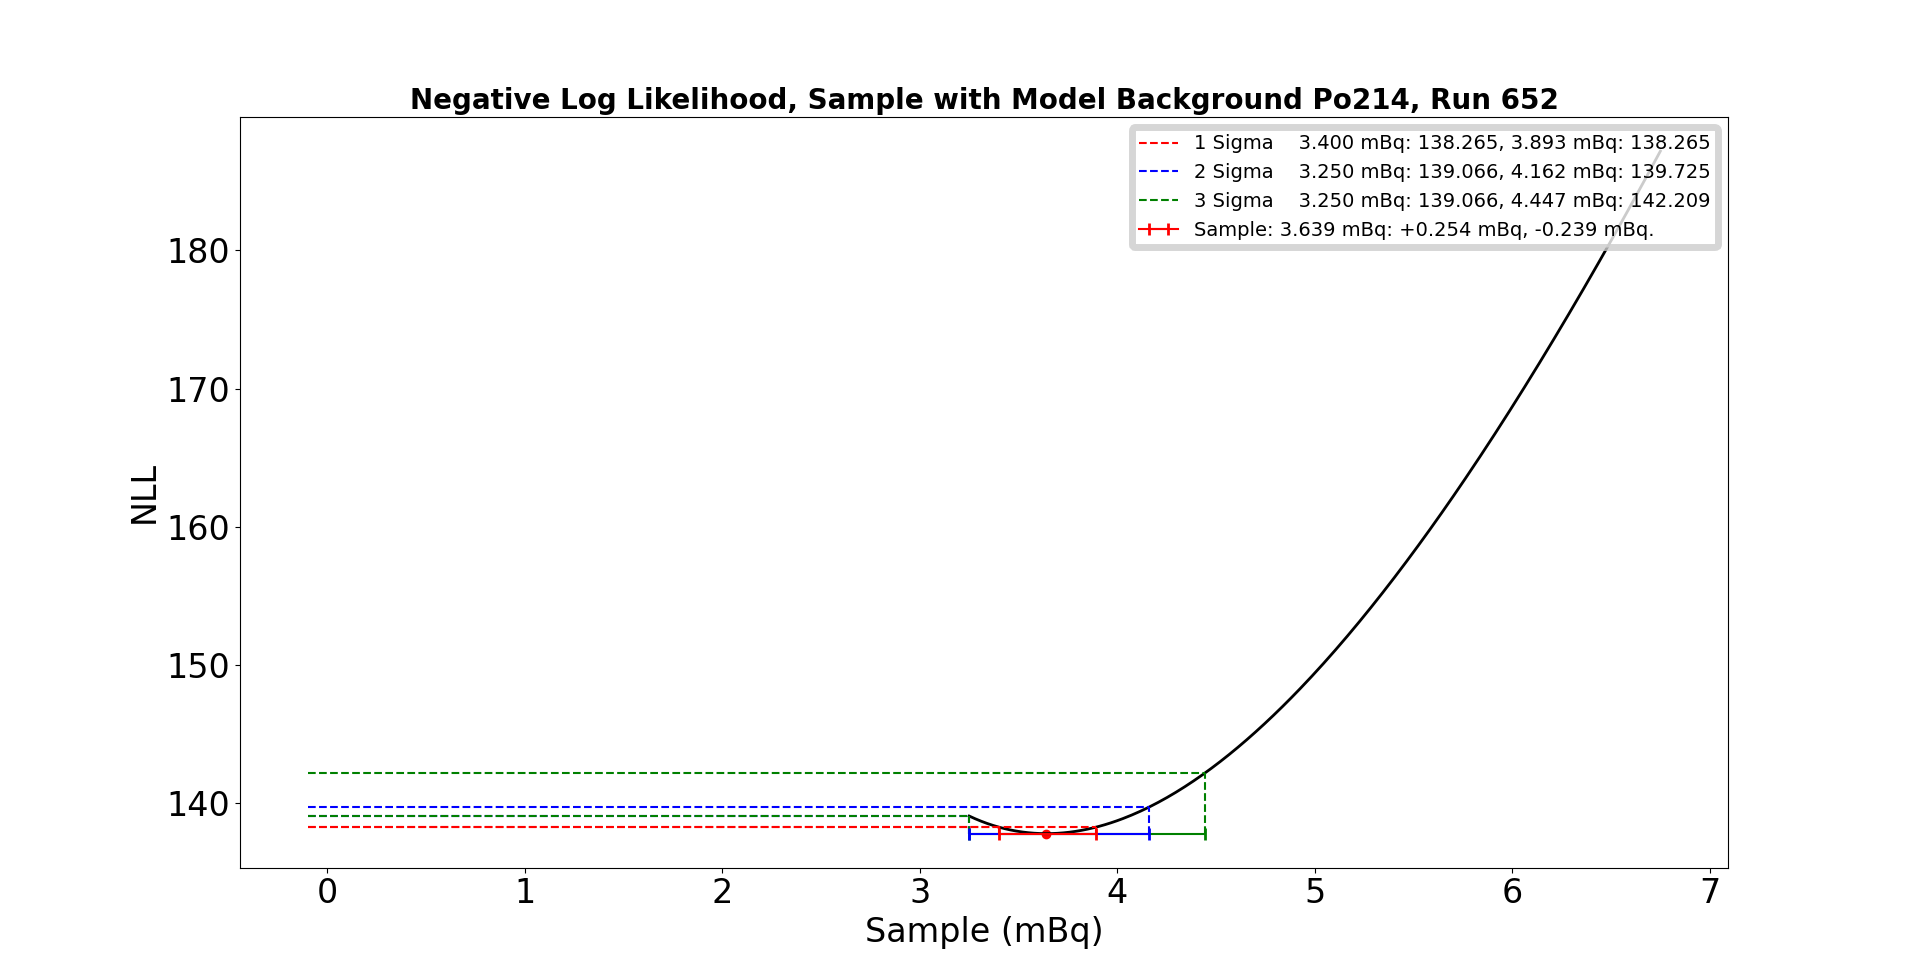 Negative Log Likelihood, Sample with Model Background Po214, Run 652
1 Sigma 3.400 mBq: 138.265, 3.893 mBq: 138.265
2 Sigma 3.250 mBq: 139.066, 4.162 mBq: 139.725
3 Sigma 3.250 mBq: 139.066, 4.447 mBq: 142.209
Sample: 3.639 mBq: +0.254 mBq, -0.239 mBq.
NLL
180
170
160
150
140
0 1 2 3 4 5 6 7
Sample (mBq)